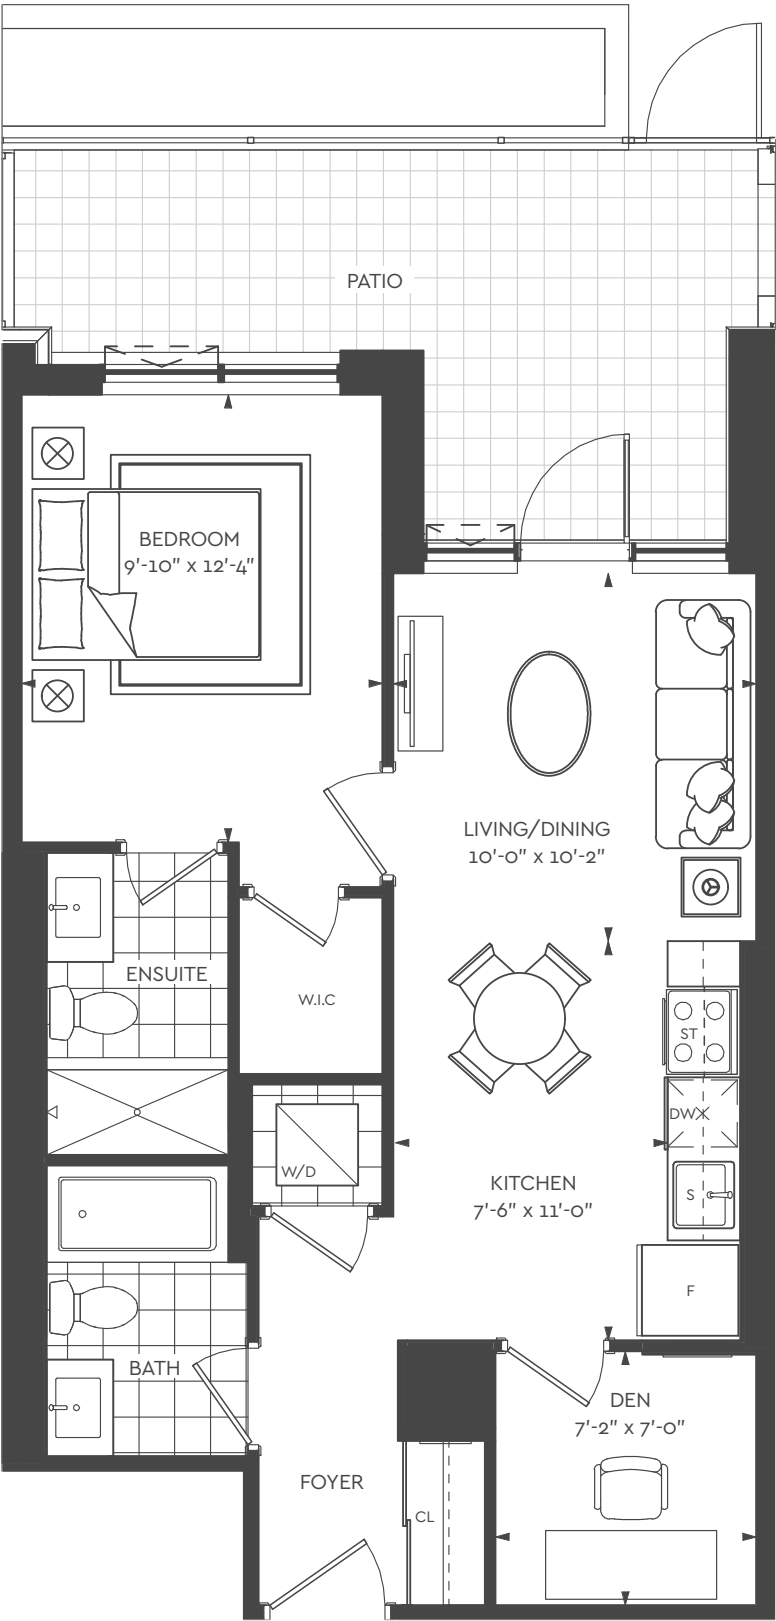 PATIO
BEDROOM
9'-10" x 12'-4"
LIVING/DINING
10'-0" x 10'-2"
ENSUITE
W.I.C
ST
DW
W/D
KITCHEN
7'-6" x 11'-0"
S
F
BATH
DEN
7'-2" x 7'-0"
FOYER
CL